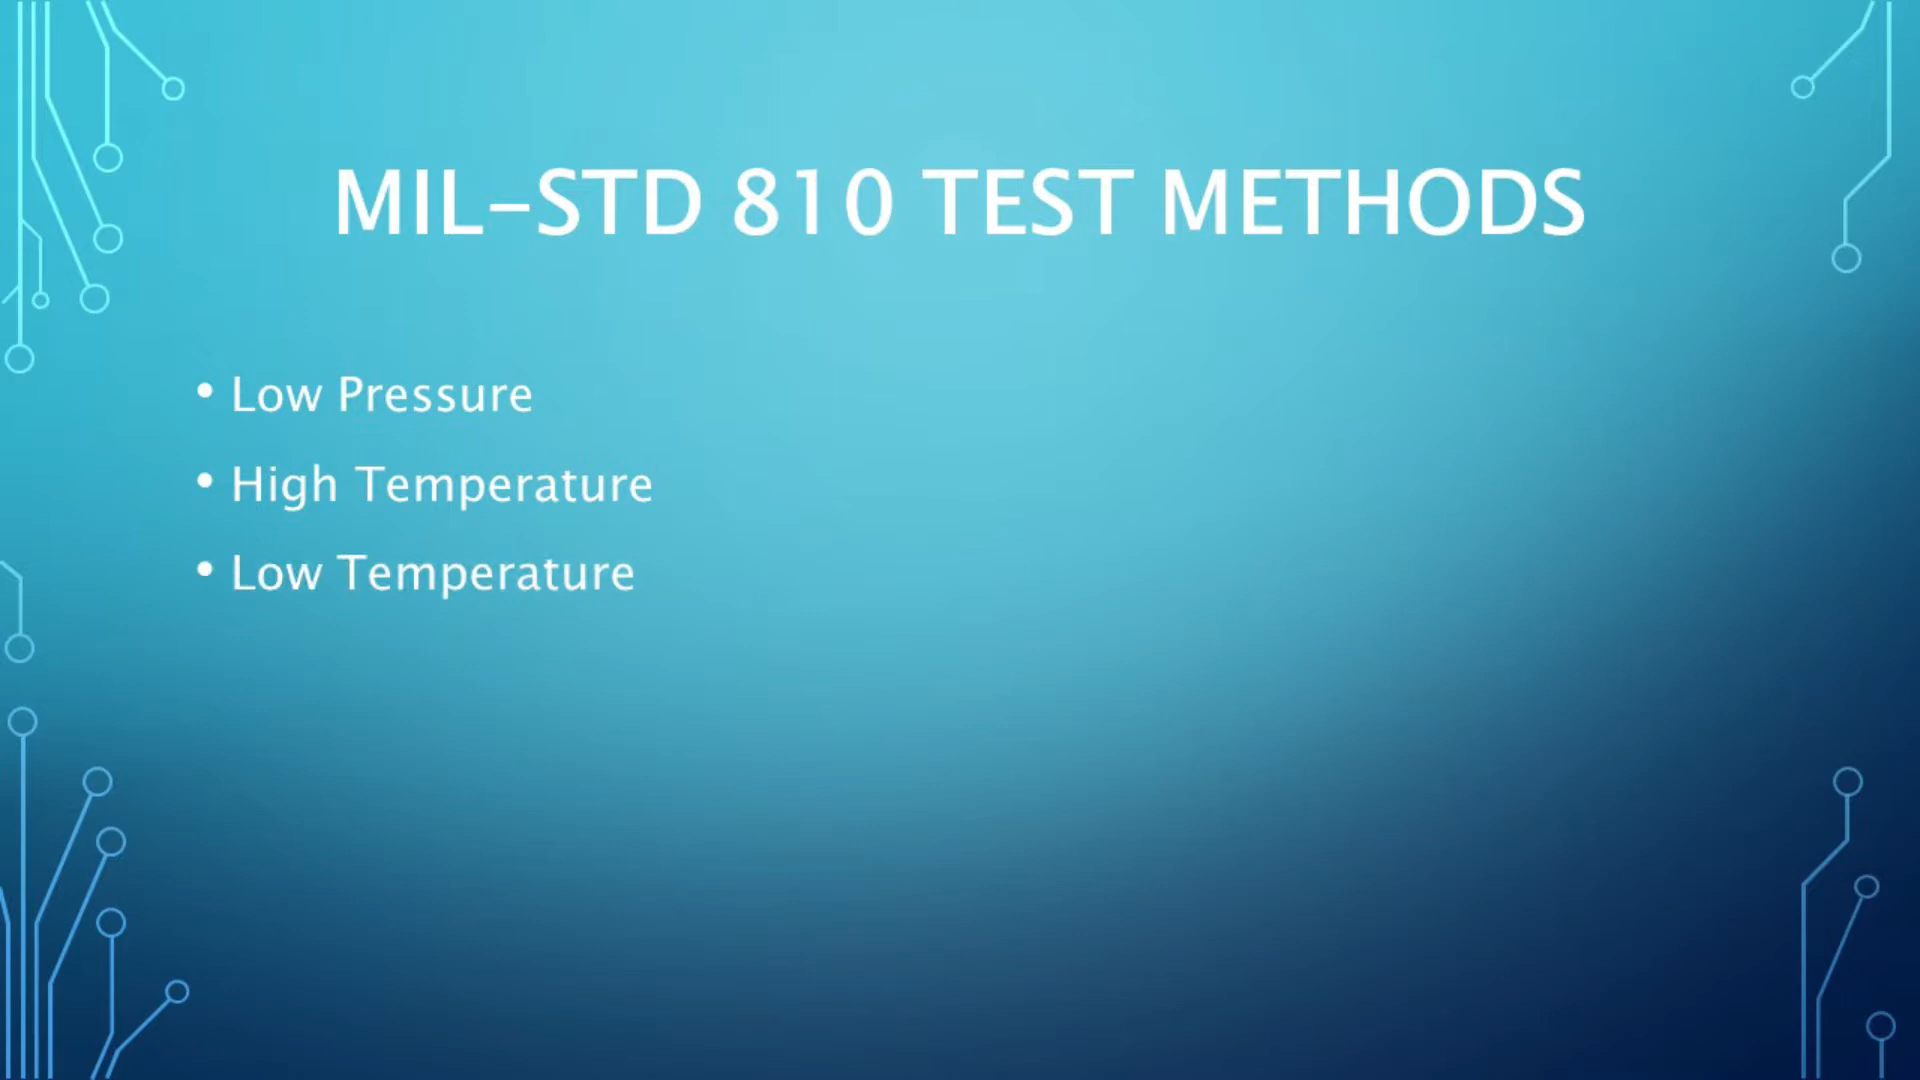 MIL-STD 810 TEST METHODS
• Low Pressure
• High Temperature
• Low Temperature